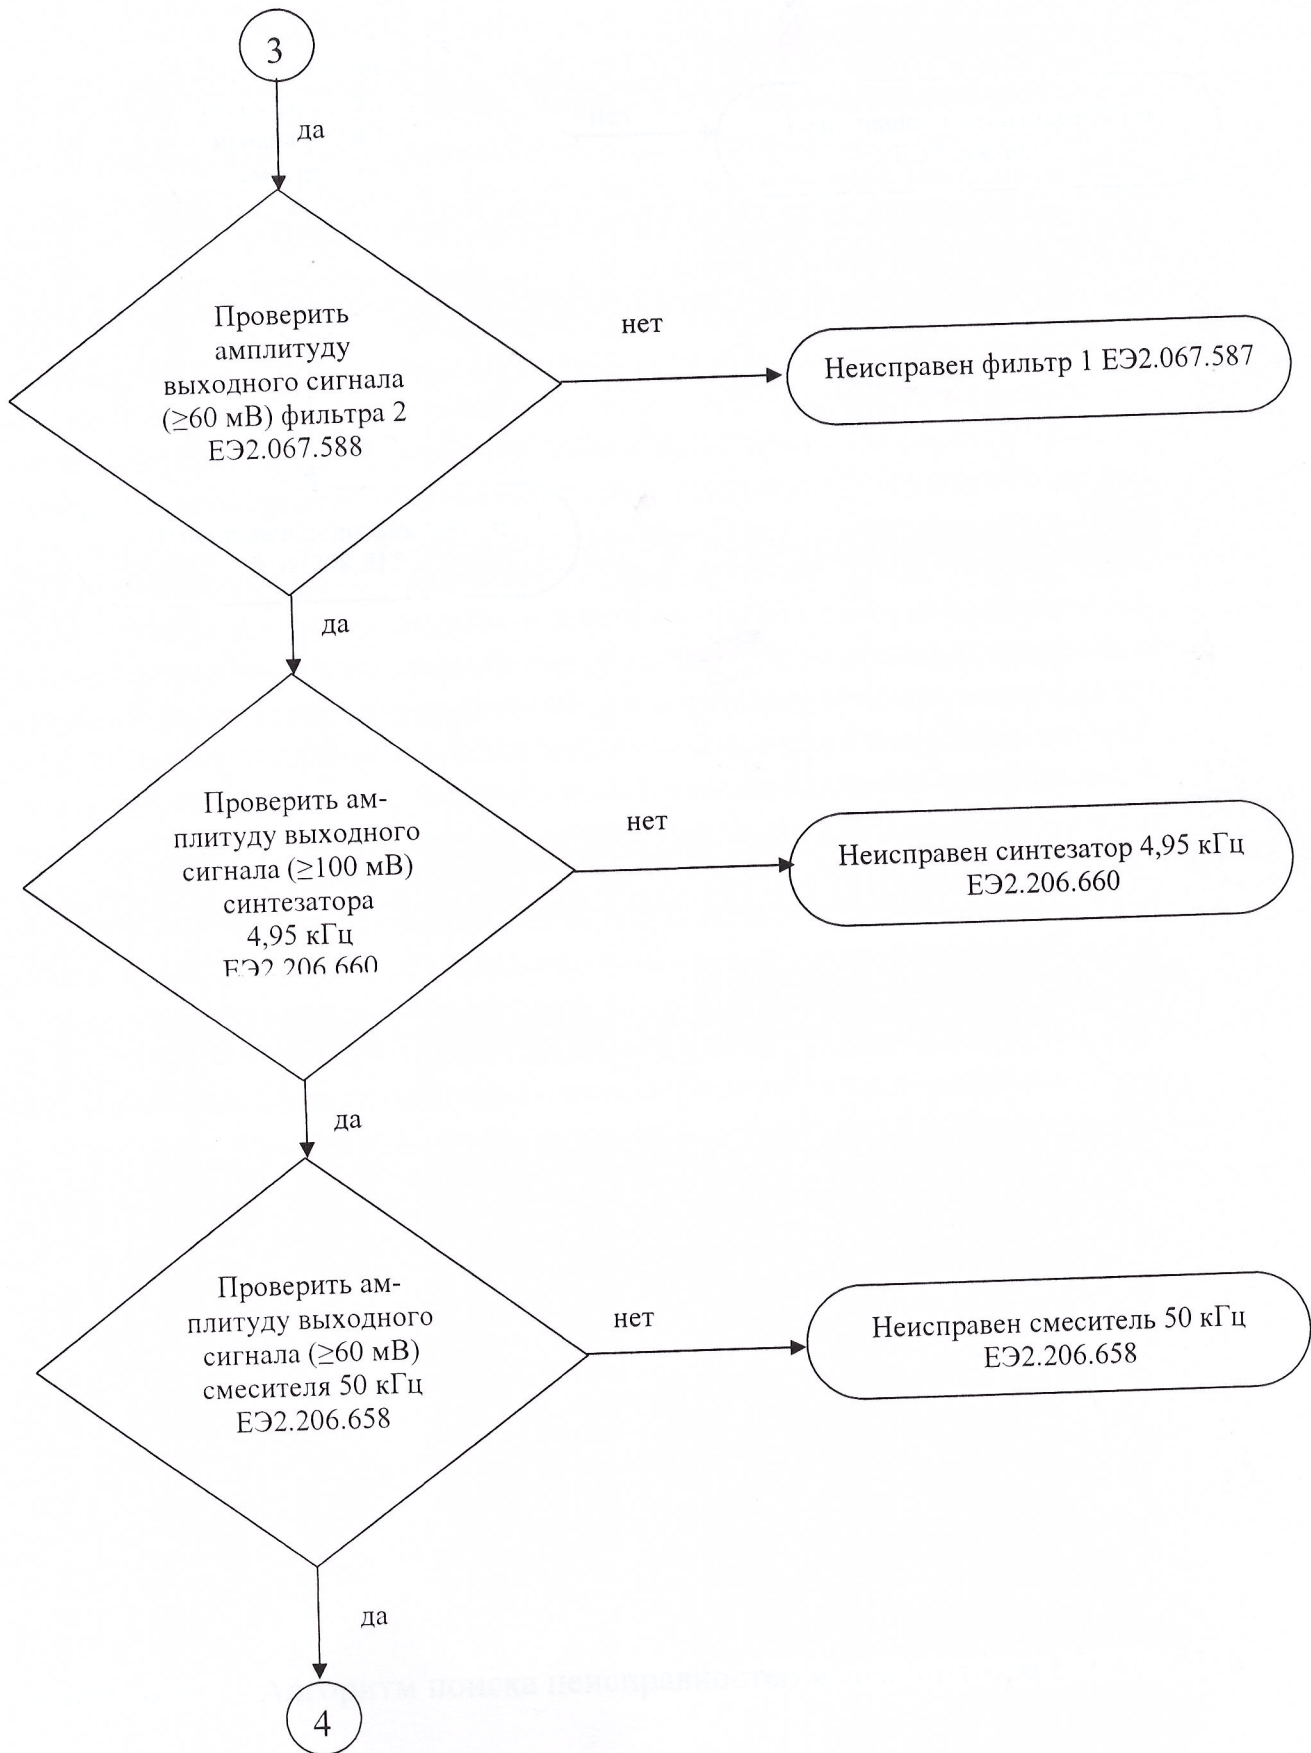 3
да
Проверить
амплитуду
выходного сигнала
(≥60 мВ) фильтра 2
ЕЭ2.067.588
нет
Неисправен фильтр 1 ЕЭ2.067.587
да
Проверить ам-
плитуду выходного
сигнала (≥100 мВ)
синтезатора
4,95 кГц
ЕЭ2.206.660
нет
Неисправен синтезатор 4,95 кГц
ЕЭ2.206.660
да
Проверить ам-
плитуду выходного
сигнала (≥60 мВ)
смесителя 50 кГц
ЕЭ2.206.658
нет
Неисправен смеситель 50 кГц
ЕЭ2.206.658
да
Алгоритм поиска неисправности
4